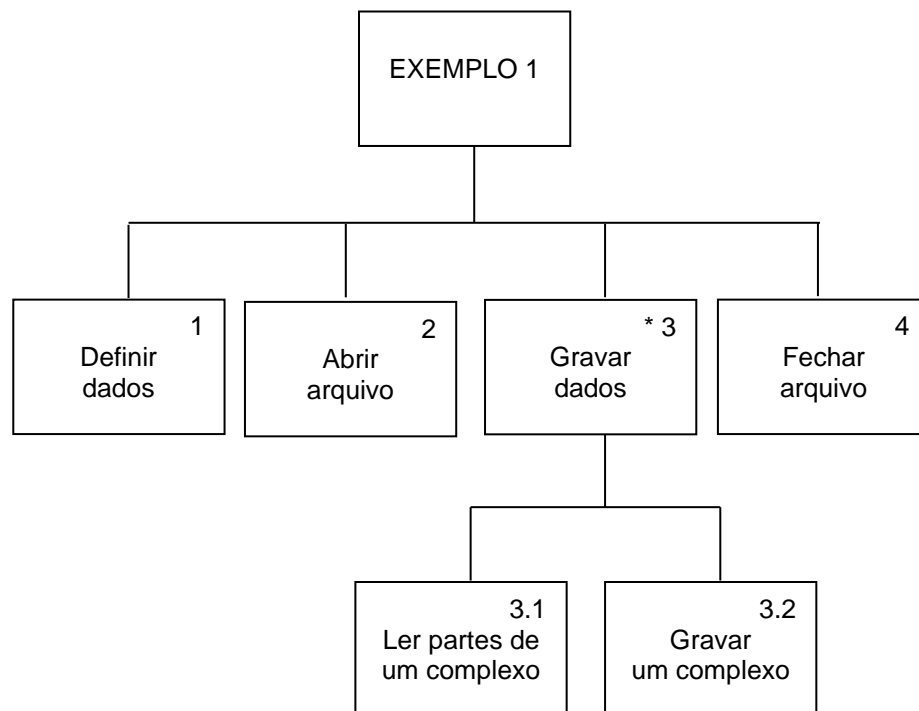 EXEMPLO 1
1
Definir
dados
2
Abrir
arquivo
* 3
Gravar
dados
4
Fechar
arquivo
3.1
Ler partes de
um complexo
3.2
Gravar
um complexo